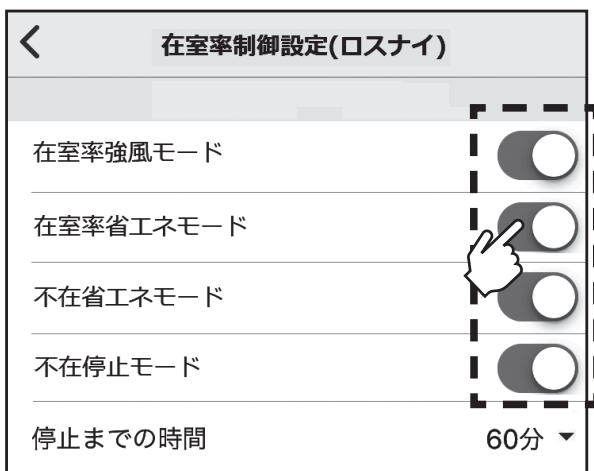 在室率制御設定(ロスナイ)
在室率強風モード
在室率省エネモード
不在省エネモード
不在停止モード
停止までの時間 60分